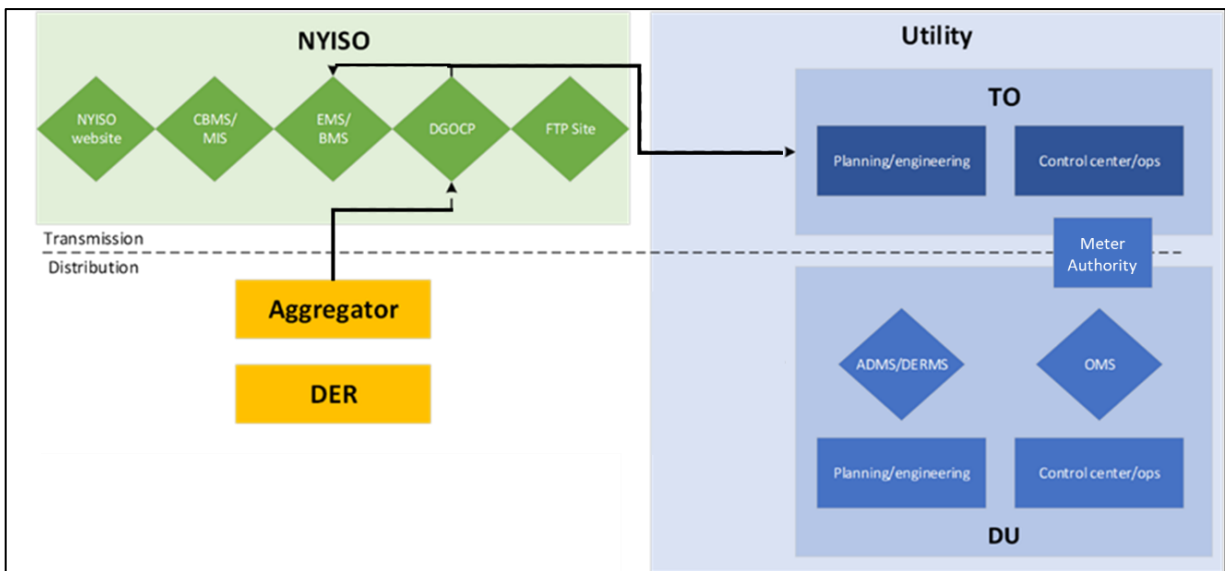 NYISO
Utility
NYISO
website
CBMS/
MIS
EMS/
BMS
DGOCP
FTP Site
TO
Planning/engineering
Control center/ops
Transmission
Distribution
Meter
Authority
Aggregator
DER
ADMS/DERMS
OMS
Planning/engineering
Control center/ops
DU